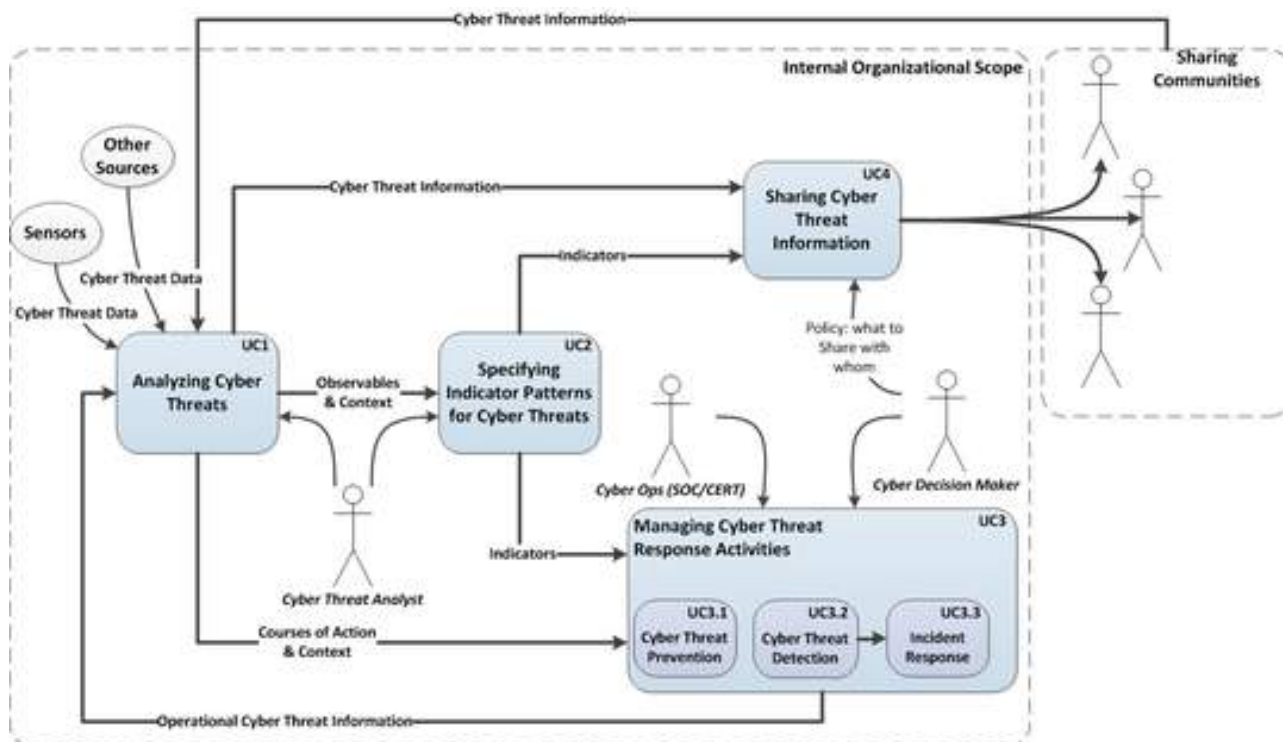 Cyber Threat Information
Internal Organizational Scope
Sharing
Communities
Other
Sources
Sensors
Cyber Threat Data
Cyber Threat Data
Cyber Threat Information
UC4
Sharing Cyber
Threat
Information
Indicators
UC1
Analyzing Cyber
Threats
Observables
& Context
UC2
Specifying
Indicator Patterns
for Cyber Threats
Policy: what to
Share with
whom
Cyber Ops (SOC/CERT)
Cyber Decision Maker
Cyber Threat Analyst
Indicators
UC3
Managing Cyber Threat
Response Activities
UC3.1
Cyber Threat
Prevention
UC3.2
Cyber Threat
Detection
UC3.3
Incident
Response
Courses of Action
& Context
Operational Cyber Threat Information